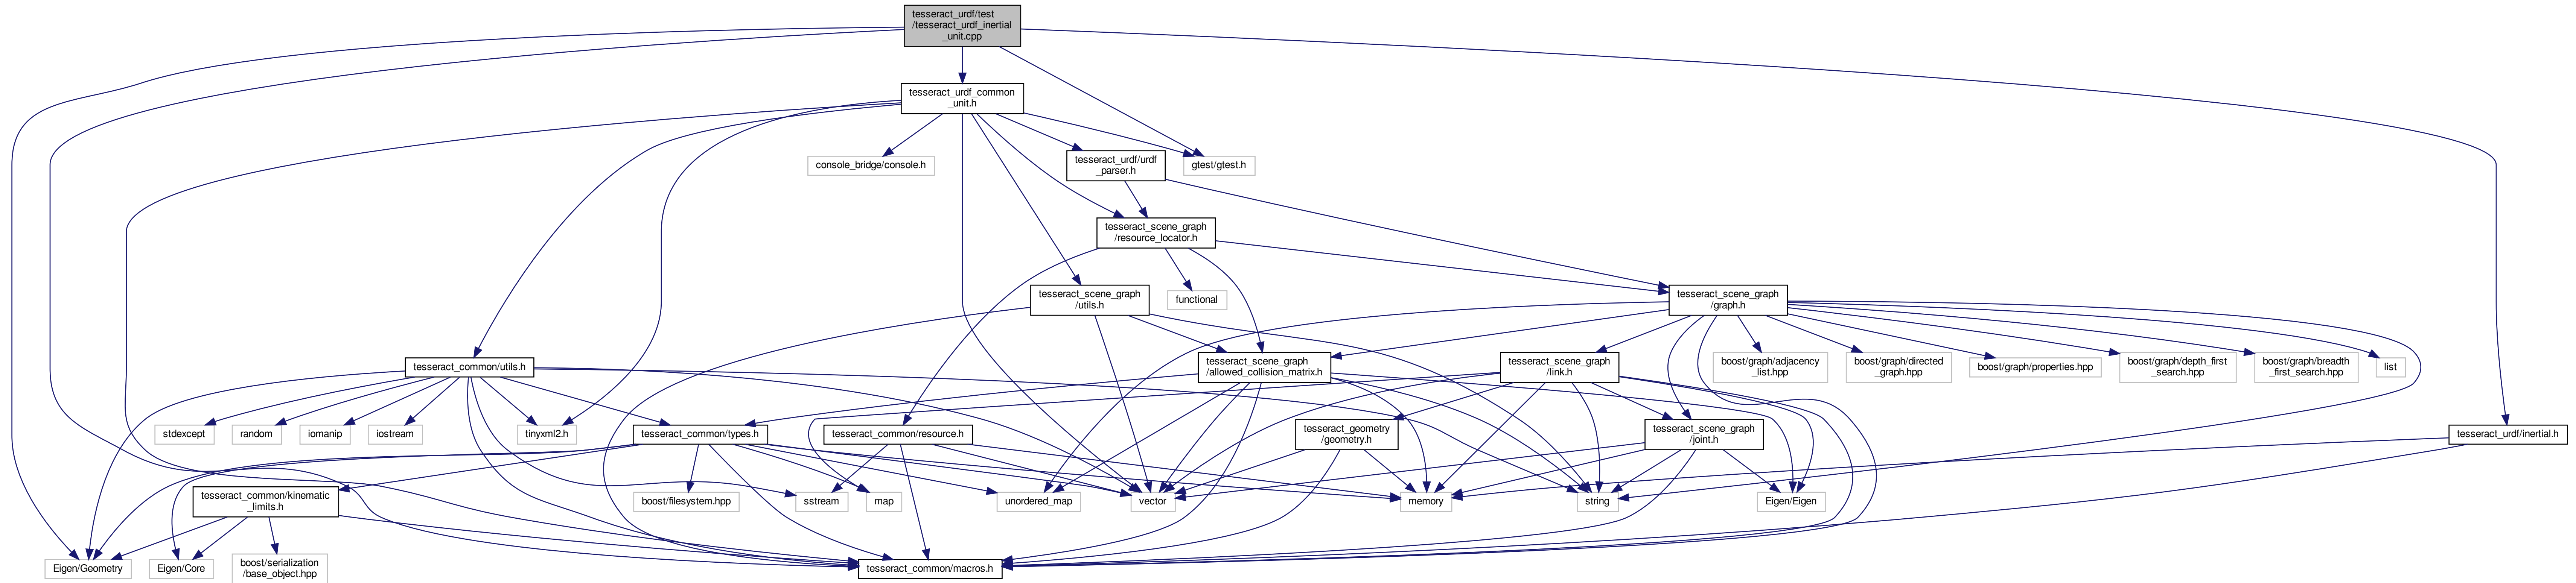 tesseract_urdf/test
/tesseract_urdf_inertial
_unit.cpp
tesseract_urdf_common
_unit.h
console_bridge/console.h
tesseract_urdf/urdf
_parser.h
gtest/gtest.h
tesseract_scene_graph
/resource_locator.h
tesseract_scene_graph
/utils.h
functional
tesseract_scene_graph
/graph.h
tesseract_common/utils.h
tesseract_scene_graph
/allowed_collision_matrix.h
tesseract_scene_graph
/link.h
boost/graph/adjacency
_list.hpp
boost/graph/directed
_graph.hpp
boost/graph/properties.hpp
boost/graph/depth_first
_search.hpp
boost/graph/breadth
_first_search.hpp
list
stdexcept
random
iomanip
iostream
tinyxml2.h
tesseract_common/types.h
tesseract_common/resource.h
tesseract_geometry
/geometry.h
tesseract_scene_graph
/joint.h
tesseract_urdf/inertial.h
tesseract_common/kinematic
_limits.h
boost/filesystem.hpp
sstream
map
unordered_map
vector
memory
string
Eigen/Eigen
Eigen/Geometry
Eigen/Core
boost/serialization
/base_object.hpp
tesseract_common/macros.h